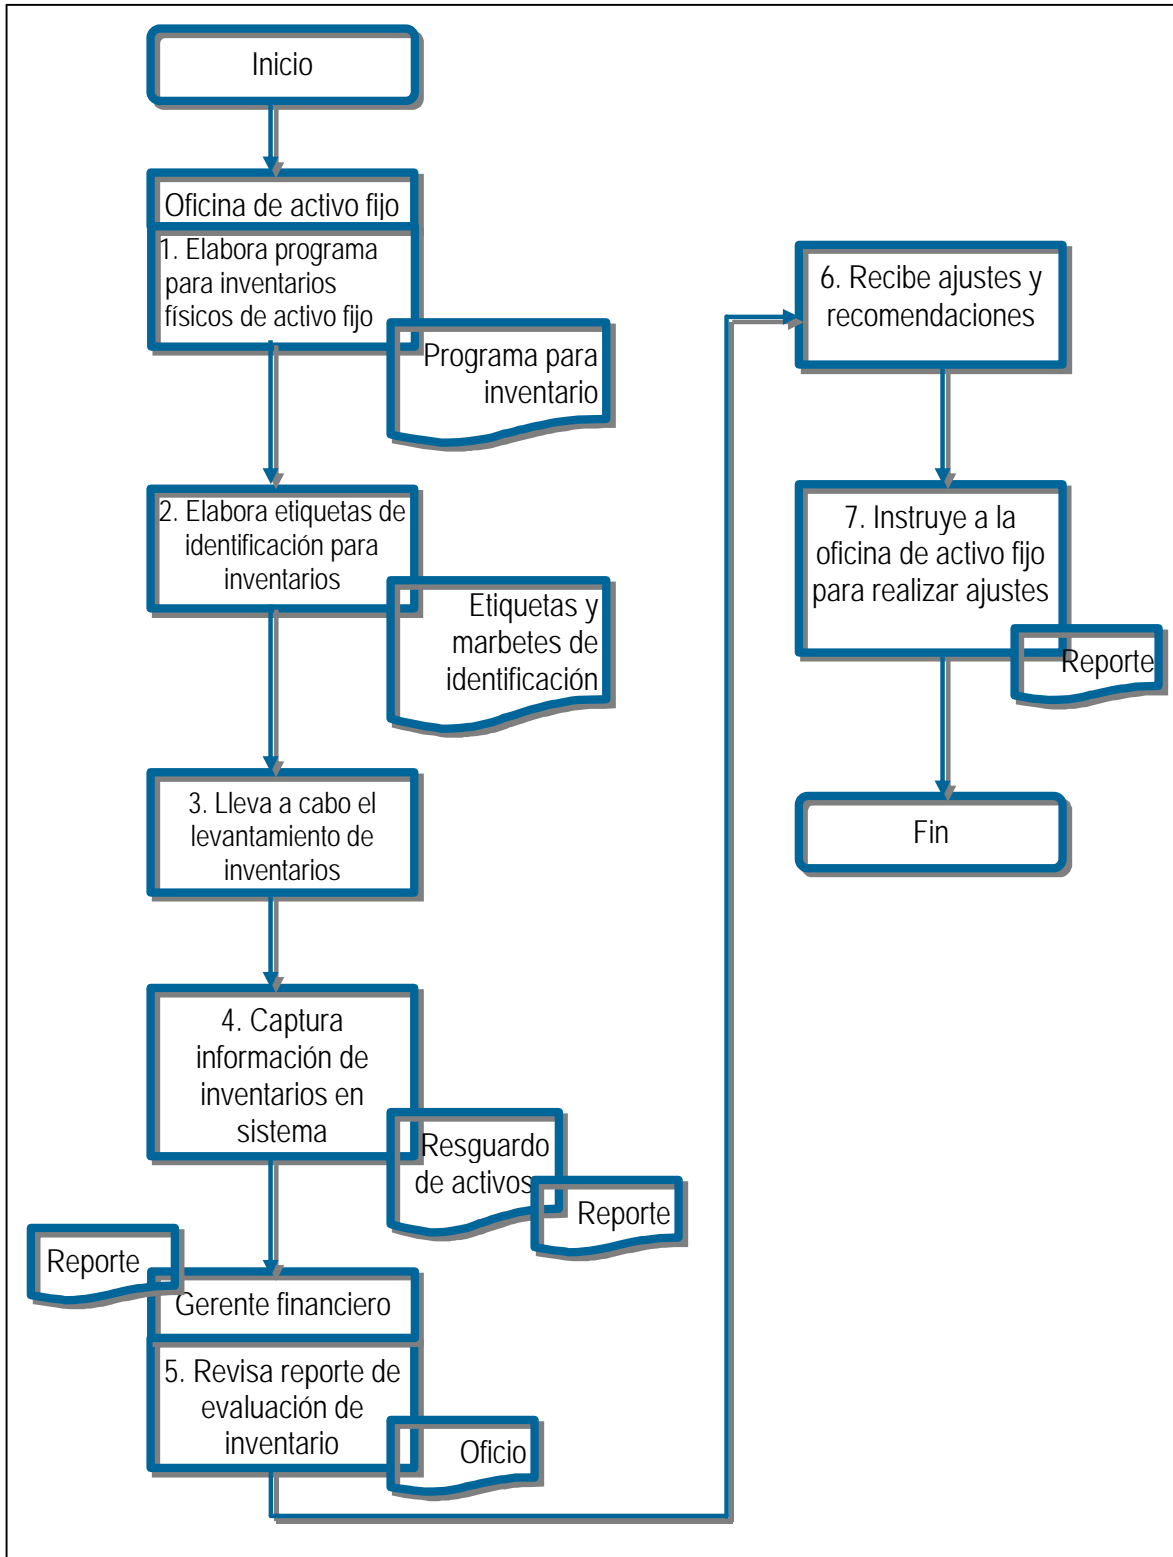 Inicio
Oficina de activo fijo
1. Elabora programa
para inventarios
físicos de activo fijo
Programa para
inventario
2. Elabora etiquetas de
identificación para
inventarios
Etiquetas y
marbetes de
identificación
3. Lleva a cabo el
levantamiento de
inventarios
4. Captura
información de
inventarios en
sistema
Resguardo
de activos
Reporte
Reporte
Gerente financiero
5. Revisa reporte de
evaluación de
inventario
Oficio
6. Recibe ajustes y
recomendaciones
7. Instruye a la
oficina de activo fijo
para realizar ajustes
Reporte
Fin